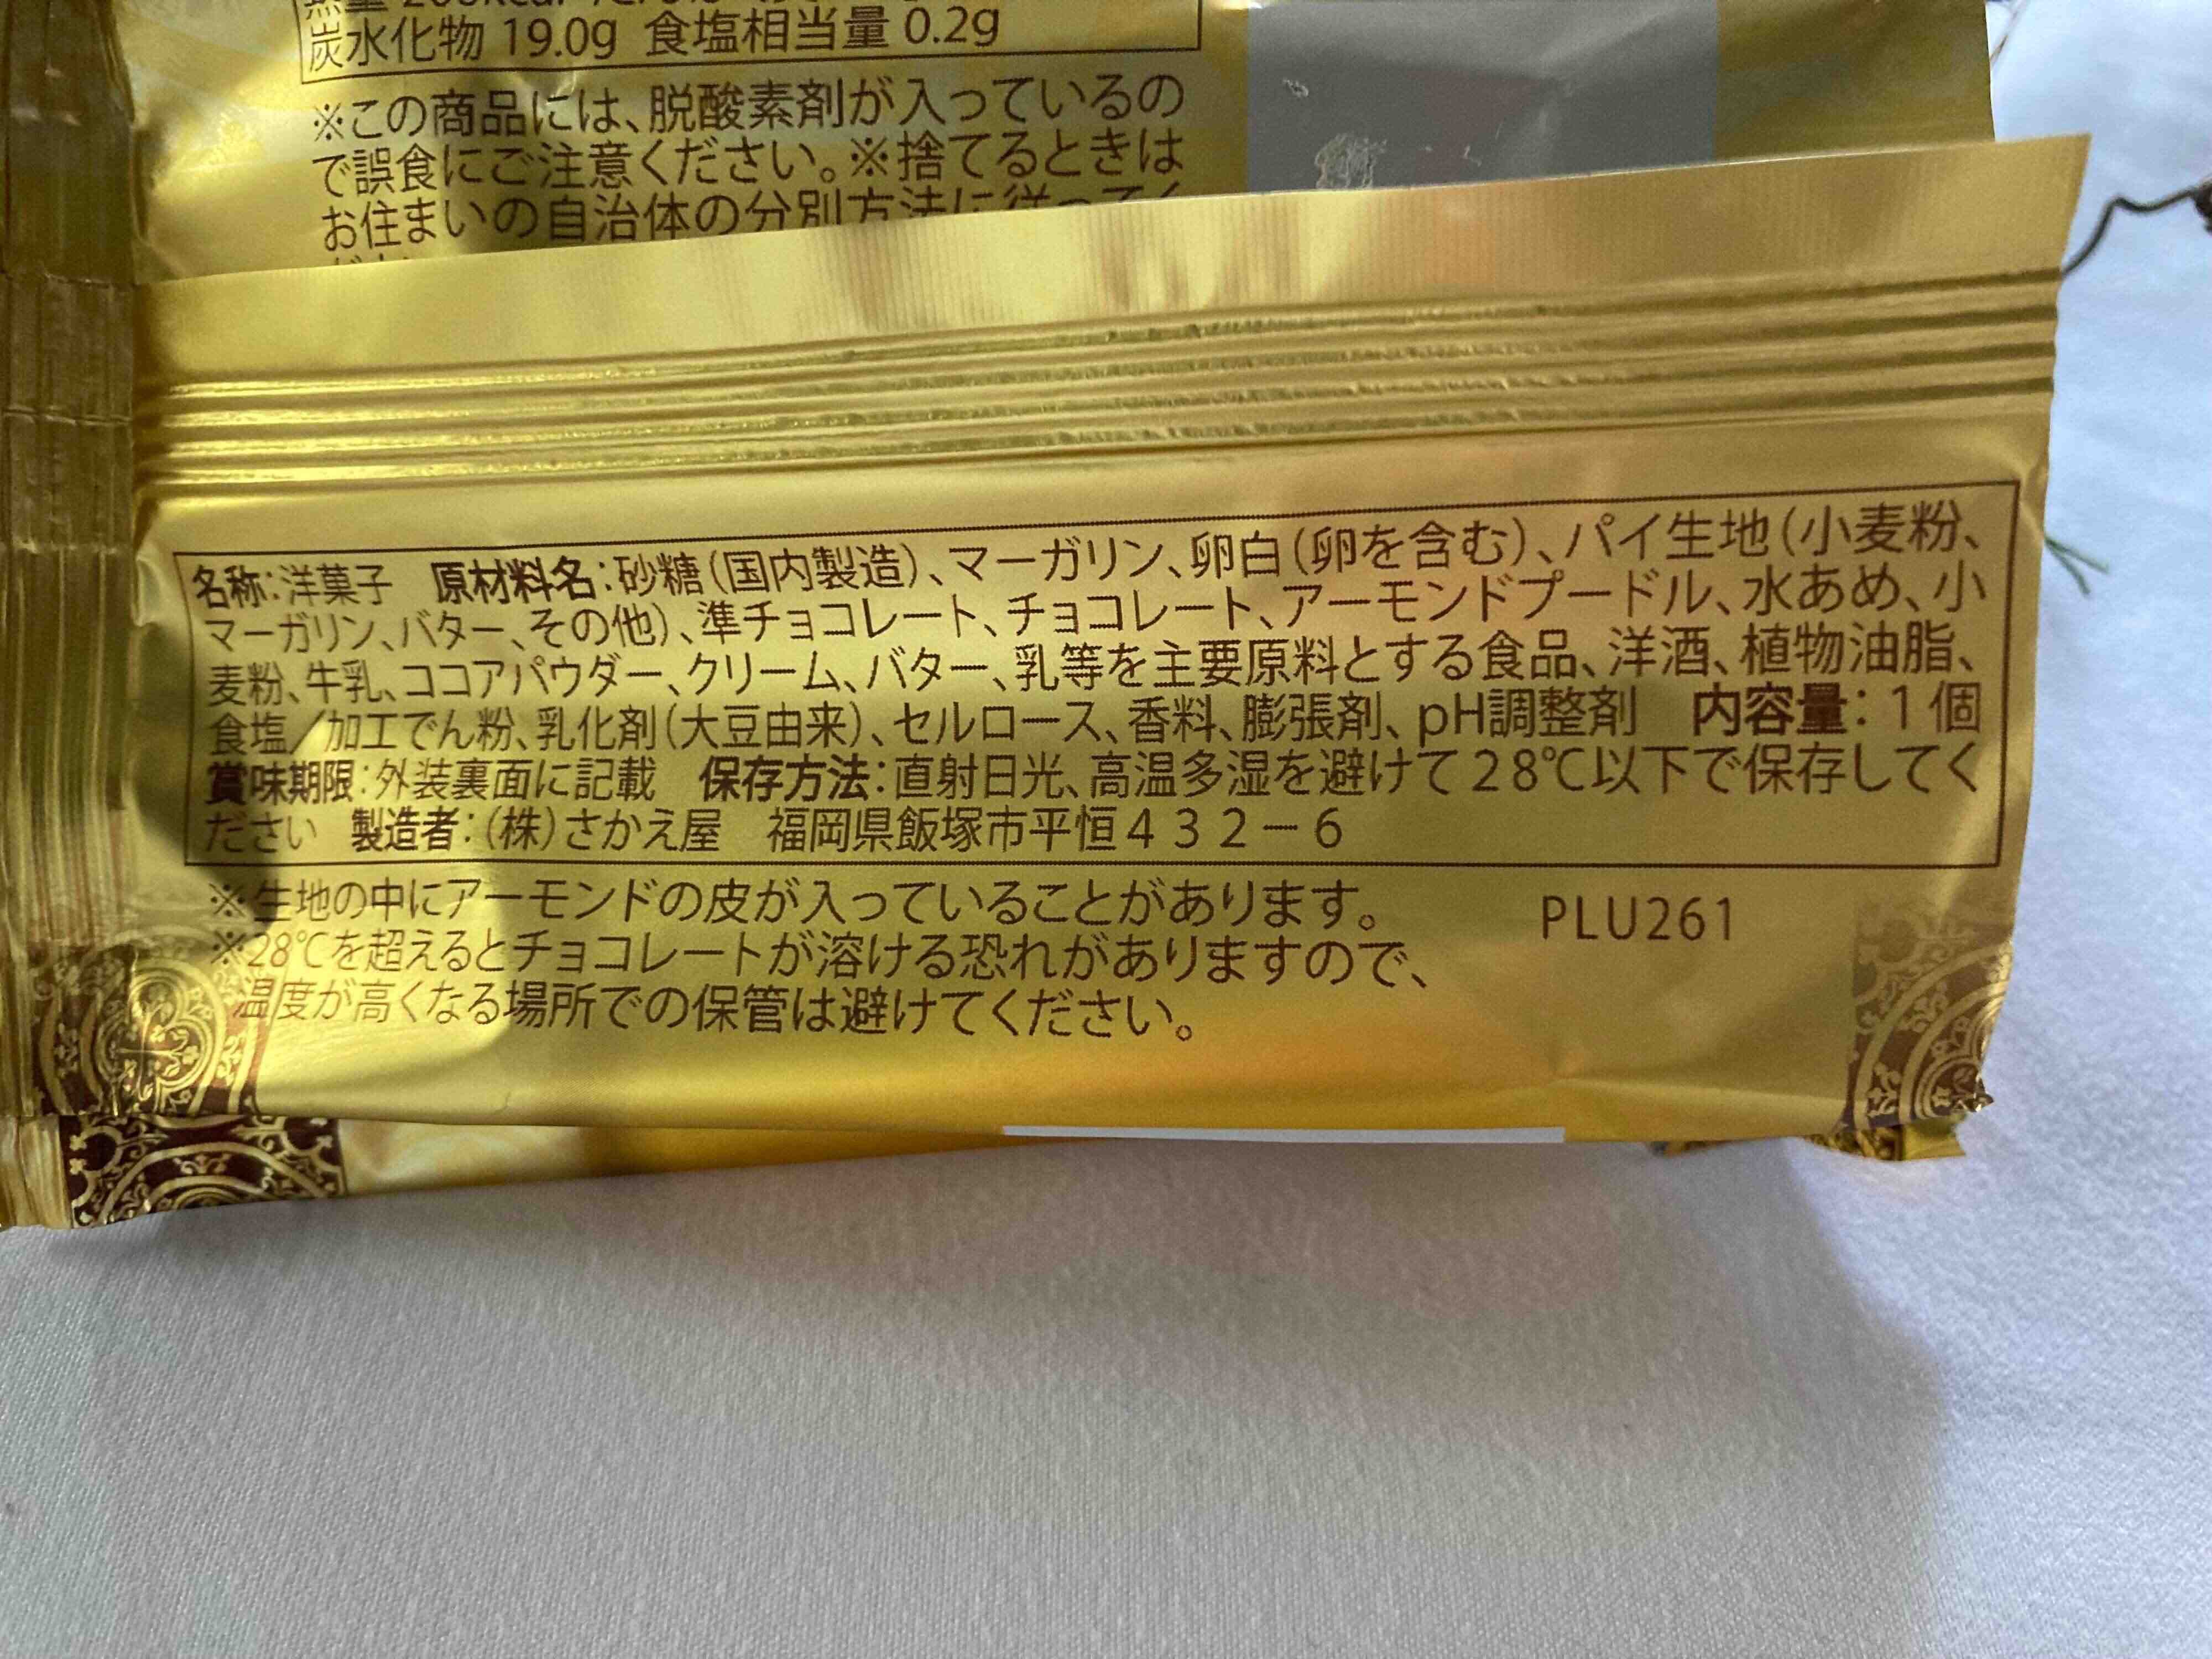 炭水化物 19.0g 食塩相当量 0.2g
※この商品には、脱酸素剤が入っているの
で誤食にご注意ください。※捨てるときは
お住まいの自治体の分別方法に従ってく
名称:洋菓子 原材料名:砂糖(国内製造)、マーガリン、卵白(卵を含む)、パイ生地(小麦粉、
マーガリン、バター、その他)、準チョコレート、チョコレート、アーモンドプードル、水あめ、小
麦粉、牛乳、ココアパウダー、クリーム、バター、乳等を主要原料とする食品、洋酒、植物油脂、
食塩/加工でん粉、乳化剤(大豆由来)、セルロース、香料、膨張剤、pH調整剤 内容量:1個
賞味期限:外装裏面に記載 保存方法:直射日光、高温多湿を避けて28℃以下で保存してく
ださい 製造者:(株)さかえ屋 福岡県飯塚市平恒432-6
※生地の中にアーモンドの皮が入っていることがあります。 PLU261
※28℃を超えるとチョコレートが溶ける恐れがありますので、
温度が高くなる場所での保管は避けてください。